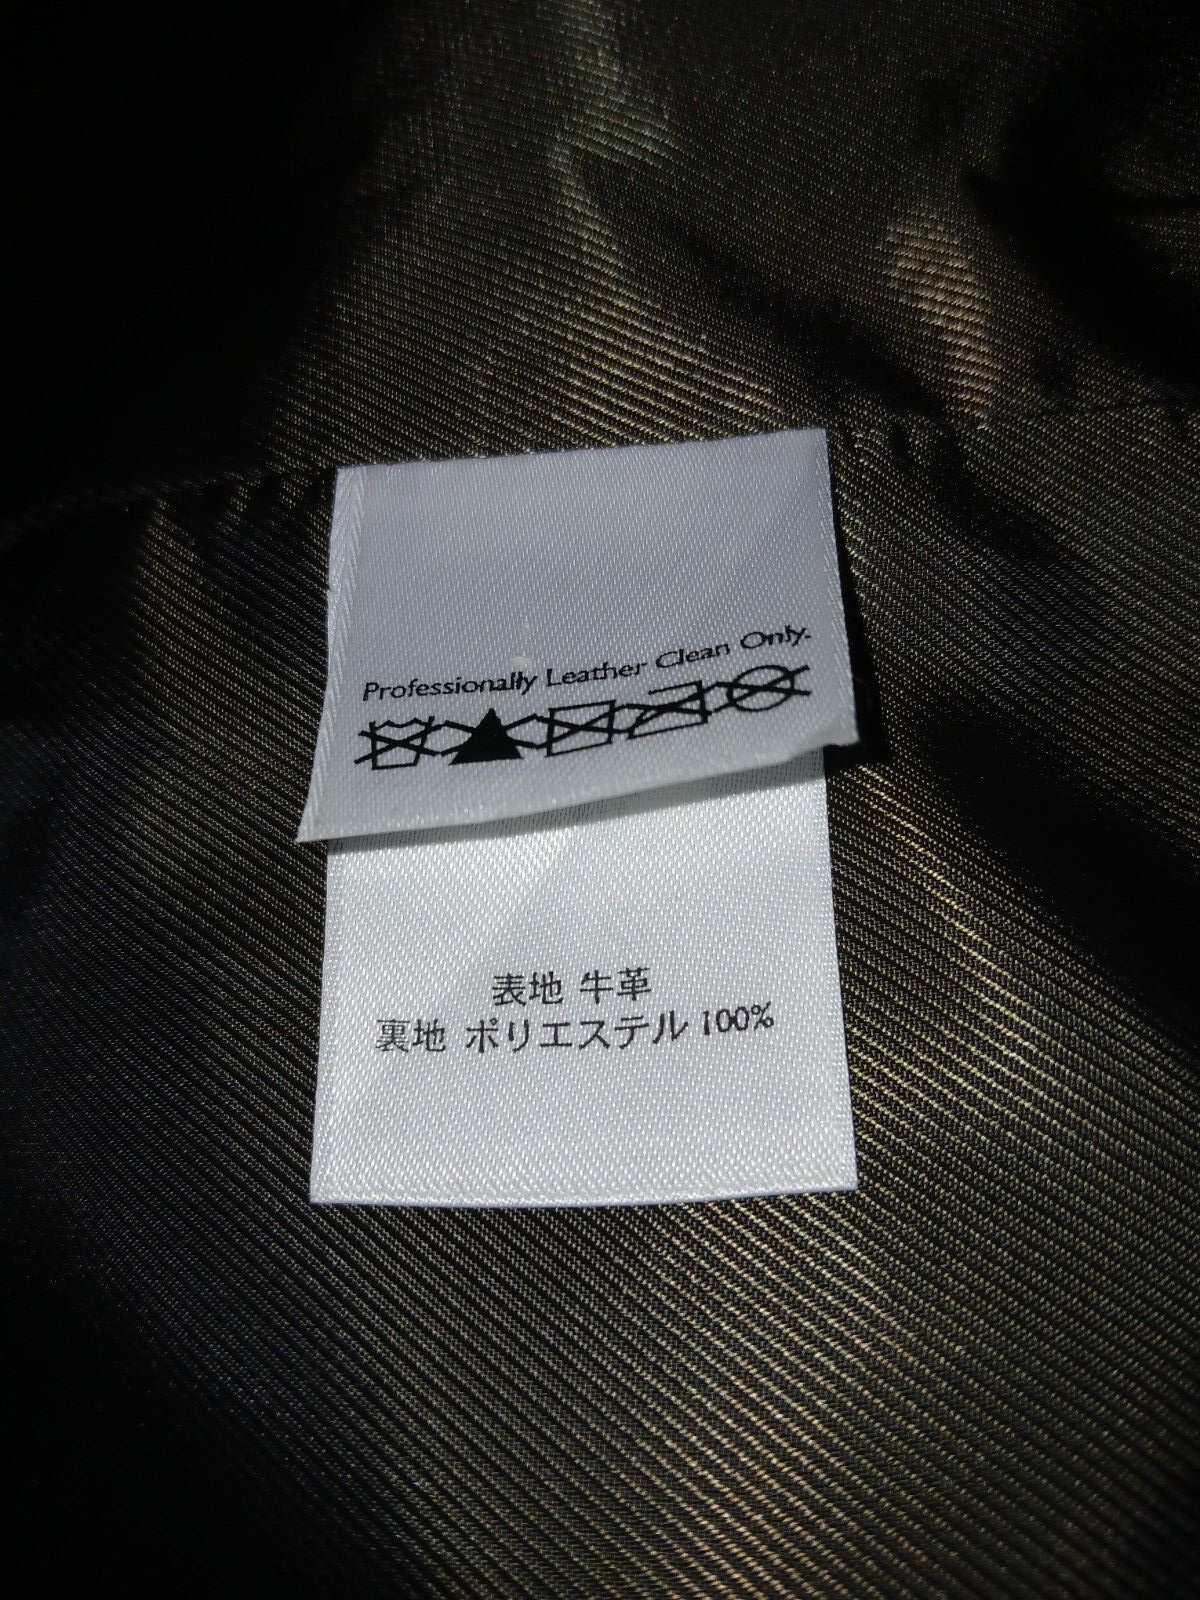 Professionally Leather Clean Only.
表地 牛革
裏地 ポリエステル 100%